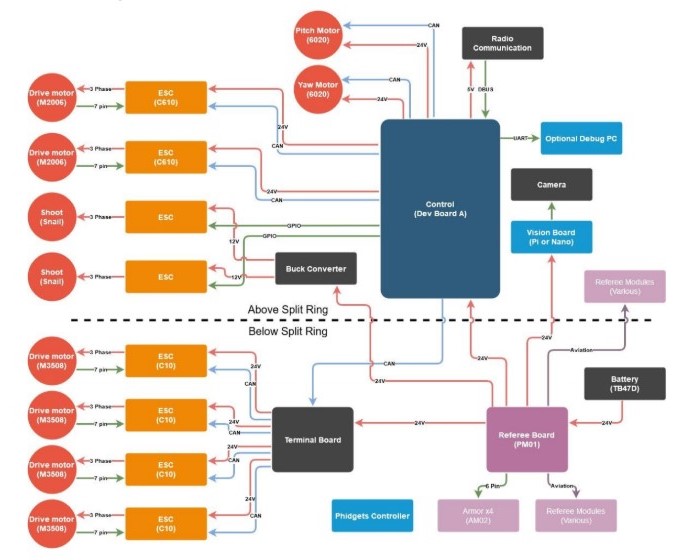 Pitch Motor
(6020)
CAN
24V
Radio
Communication
Yaw Motor
(6020)
CAN
24V
5V
DBUS
Drive motor
(M2006)
3 Phase
7 pin
ESC
(C610)
24V
CAN
UART
Optional Debug PC
Drive motor
(M2006)
3 Phase
7 pin
ESC
(C610)
24V
CAN
Control
(Dev Board A)
Camera
Shoot
(Snail)
3 Phase
ESC
GPIO
GPIO
12V
Vision Board
(Pi or Nano)
Shoot
(Snail)
3 Phase
ESC
12V
Buck Converter
Referee Modules
(Various)
Above Split Ring
Below Split Ring
Drive motor
(M3508)
3 Phase
7 pin
ESC
(C10)
24V
CAN
CAN
24V
24V
24V
Aviation
Battery
(TB47D)
Drive motor
(M3508)
3 Phase
7 pin
ESC
(C10)
24V
CAN
Terminal Board
24V
Referee Board
(PM01)
24V
Drive motor
(M3508)
3 Phase
7 pin
ESC
(C10)
24V
CAN
6 Pin
Aviation
Drive motor
(M3508)
3 Phase
7 pin
ESC
(C10)
24V
CAN
Phidgets Controller
Armor x4
(AM02)
Referee Modules
(Various)